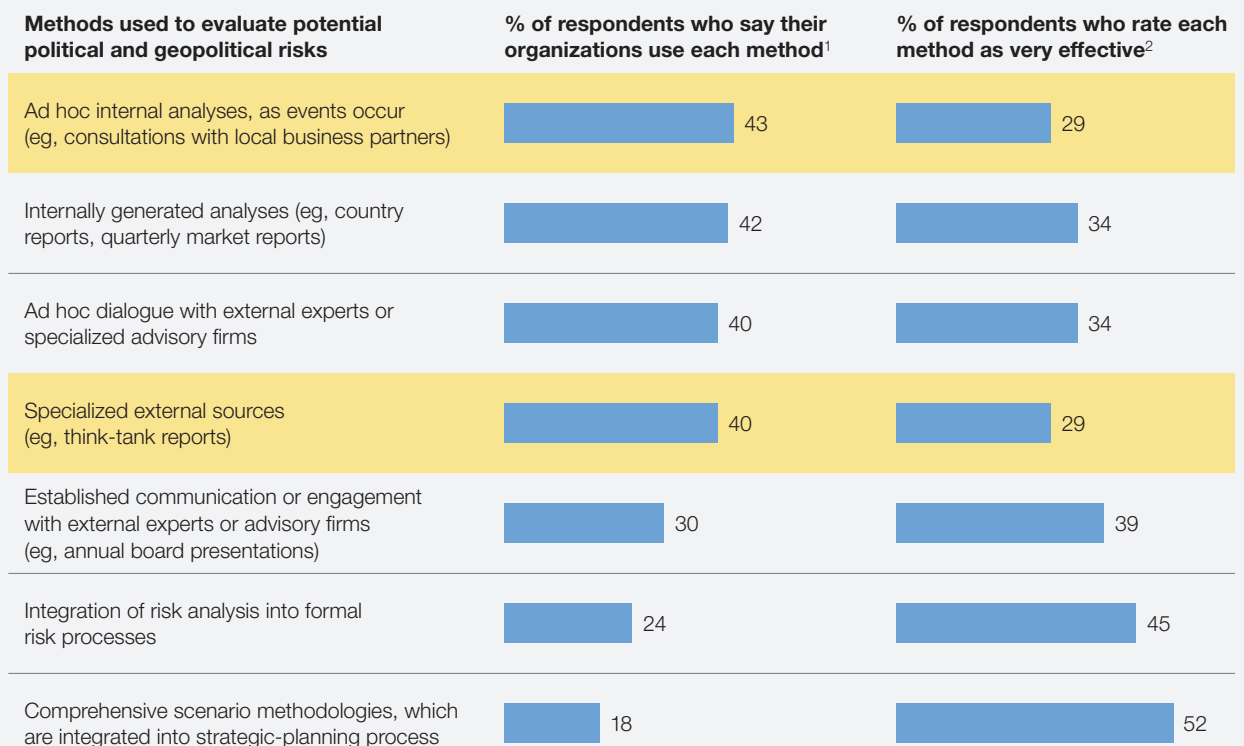 Methods used to evaluate potential
political and geopolitical risks
% of respondents who say their
organizations use each method¹
% of respondents who rate each
method as very effective²
Ad hoc internal analyses, as events occur
(eg, consultations with local business partners)
43
29
Internally generated analyses (eg, country
reports, quarterly market reports)
42
34
Ad hoc dialogue with external experts or
specialized advisory firms
40
34
Specialized external sources
(eg, think-tank reports)
40
29
Established communication or engagement
with external experts or advisory firms
(eg, annual board presentations)
30
39
Integration of risk analysis into formal
risk processes
24
45
Comprehensive scenario methodologies, which
are integrated into strategic-planning process
18
52